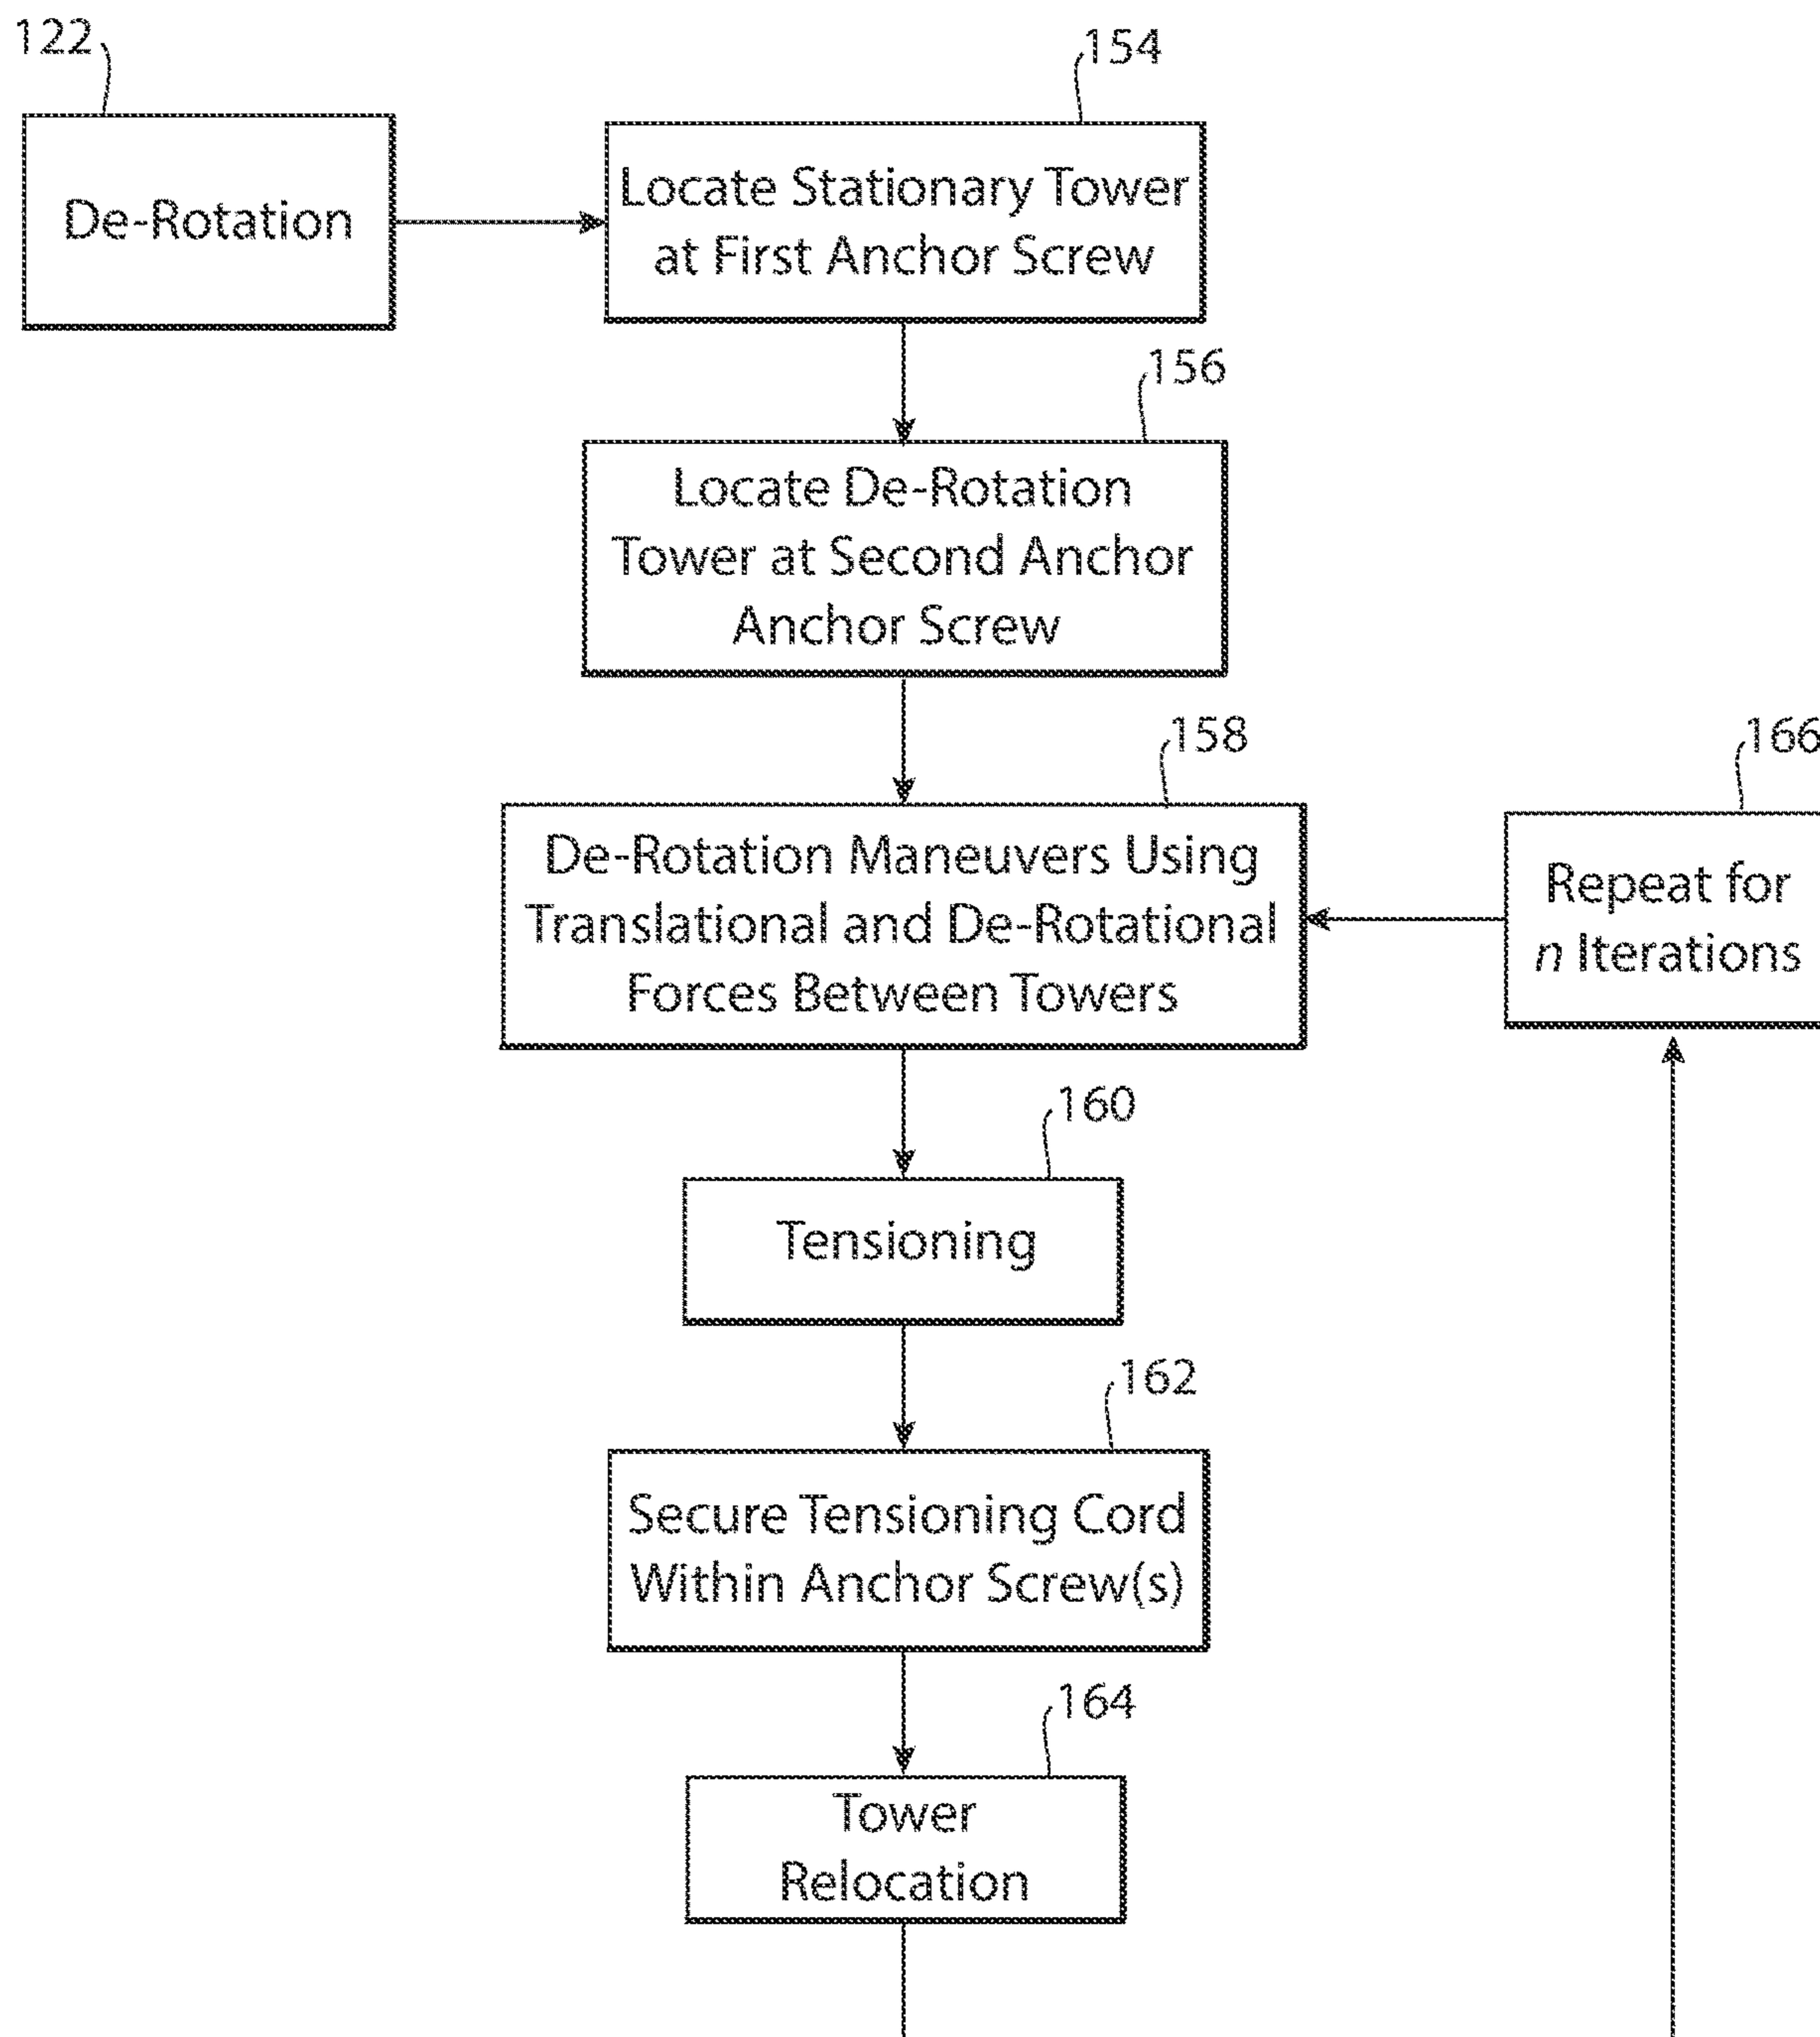 122
De-Rotation
154
Locate Stationary Tower
at First Anchor Screw
156
Locate De-Rotation
Tower at Second Anchor
Anchor Screw
158
De-Rotation Maneuvers Using
Translational and De-Rotational
Forces Between Towers
166
Repeat for
n Iterations
160
Tensioning
162
Secure Tensioning Cord
Within Anchor Screw(s)
164
Tower
Relocation